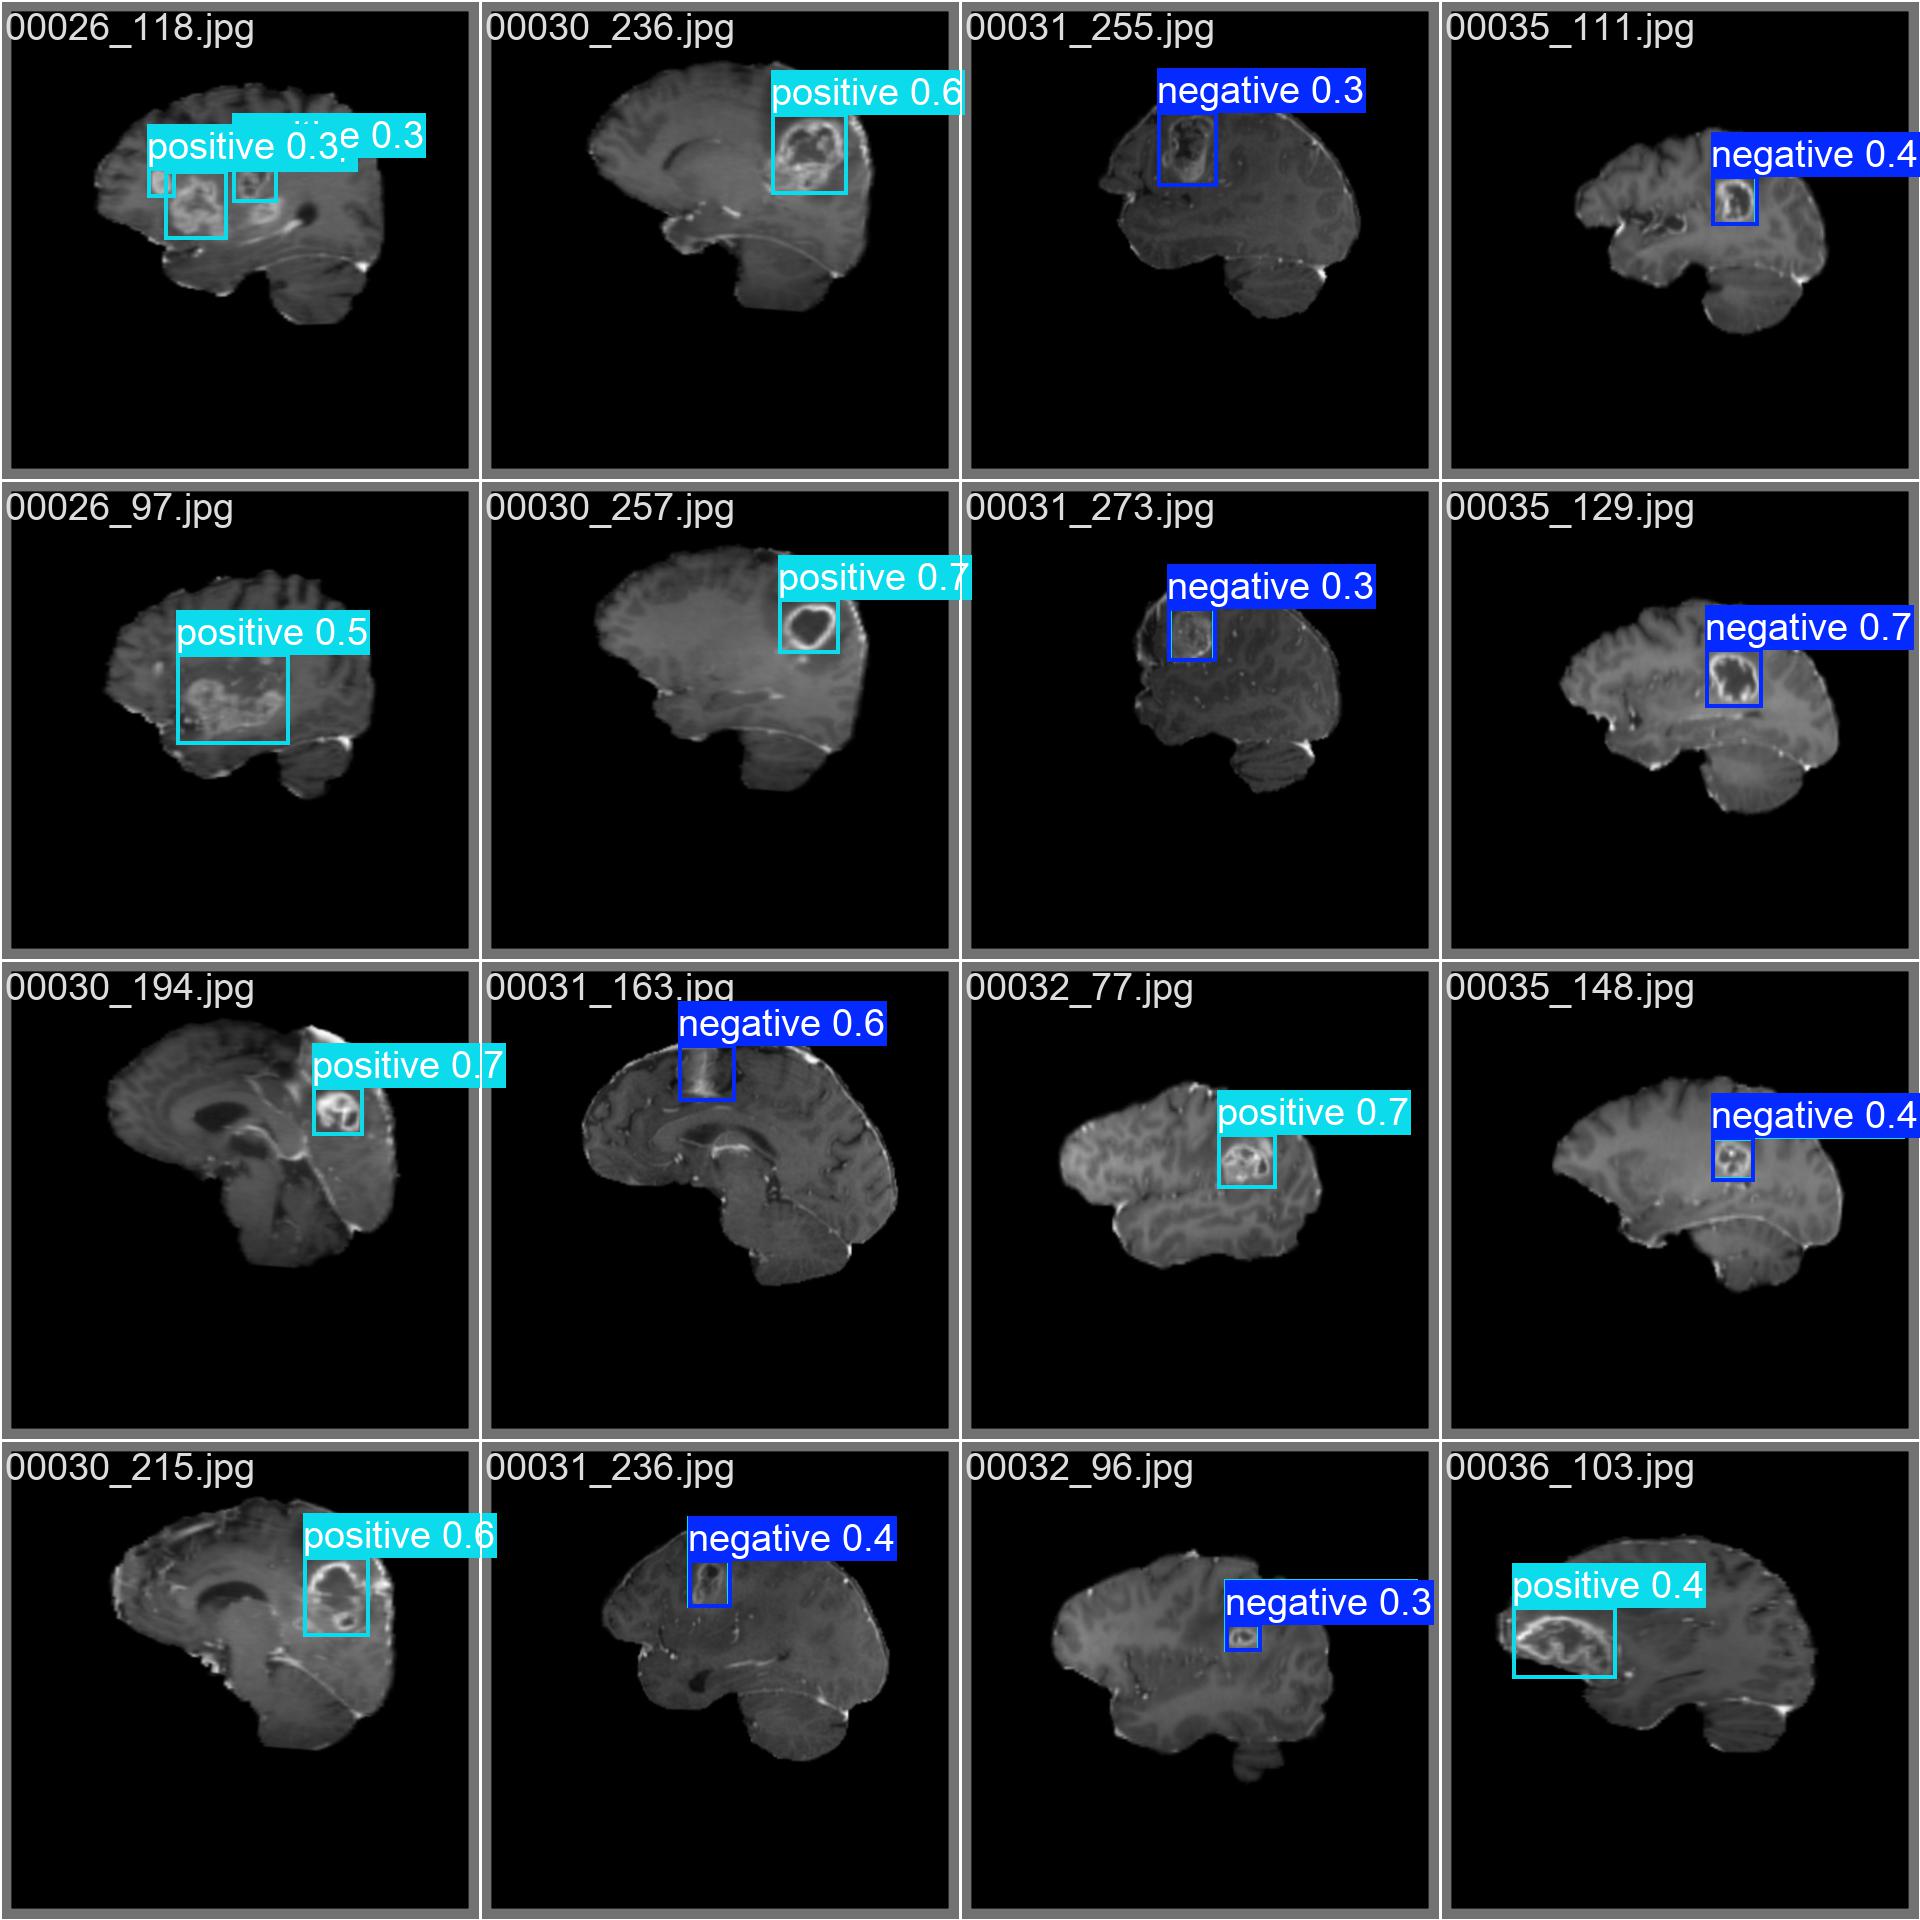 00026_118.jpg
e 0.3
positive 0.3
00030_236.jpg
positive 0.6
00031_255.jpg
negative 0.3
00035_111.jpg
negative 0.4
00026_97.jpg
positive 0.5
00030_257.jpg
positive 0.7
00031_273.jpg
negative 0.3
00035_129.jpg
negative 0.7
00030_194.jpg
positive 0.7
00031_163.jpg
negative 0.6
00032_77.jpg
positive 0.7
00035_148.jpg
negative 0.4
00030_215.jpg
positive 0.6
00031_236.jpg
negative 0.4
00032_96.jpg
negative 0.3
00036_103.jpg
positive 0.4